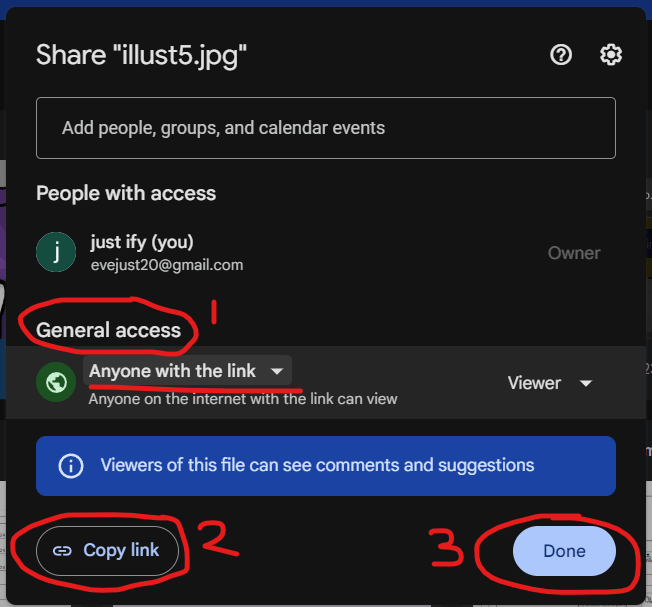 Share "illust5.jpg"
Add people, groups, and calendar events
People with access
j
just ify (you)
evejust20@gmail.com
Owner
General access
1
Anyone with the link
Anyone on the internet with the link can view
Viewer
Viewers of this file can see comments and suggestions
Copy link
2
3
Done